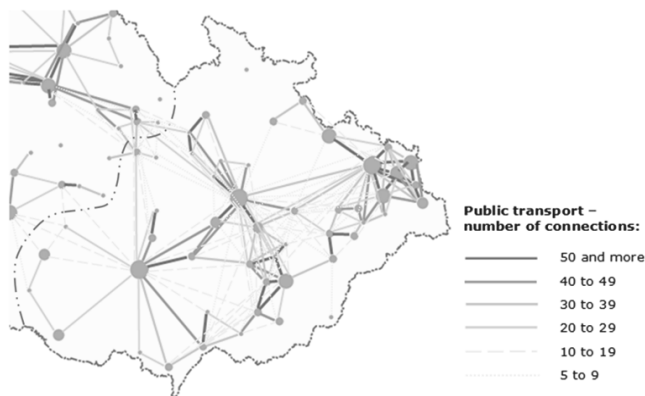 Public transport –
number of connections:
50 and more
40 to 49
30 to 39
20 to 29
10 to 19
5 to 9